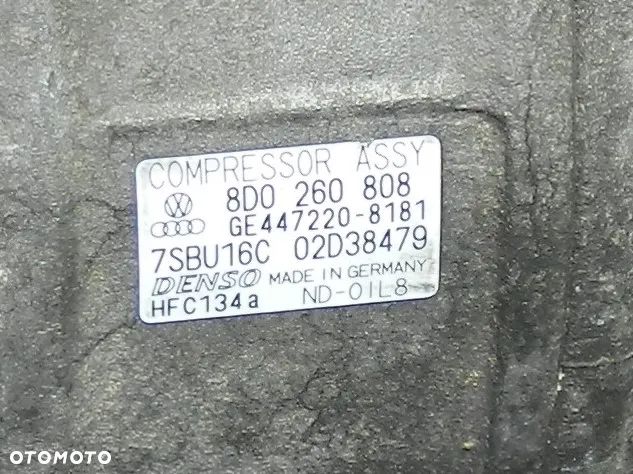 COMPRESSOR ASSY
8D0 260 808
GE447220-8181
7SBU16C 02D38479
DENSO MADE IN GERMANY
HFC134a ND-OIL8
OTOMOTO